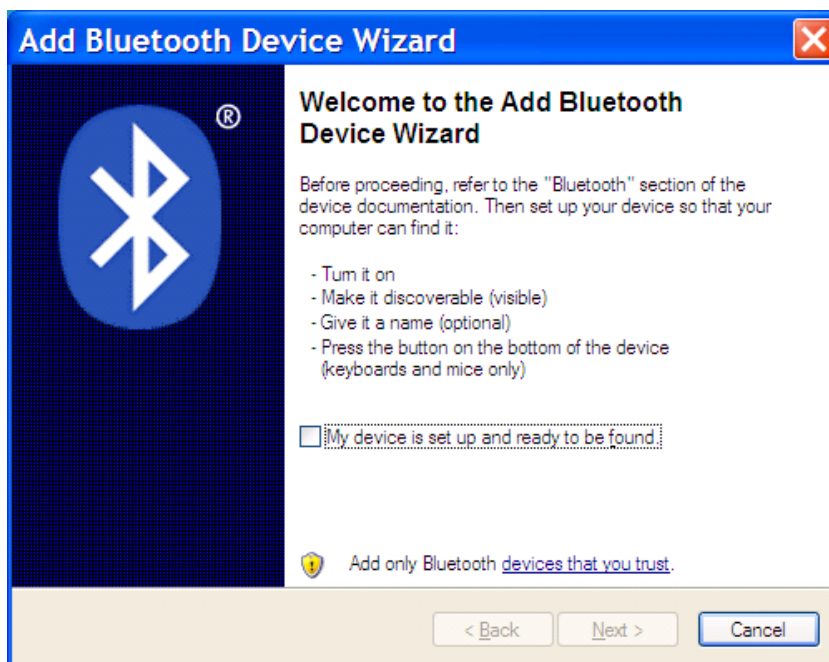 Add Bluetooth Device Wizard
®
Welcome to the Add Bluetooth
Device Wizard
Before proceeding, refer to the "Bluetooth" section of the
device documentation. Then set up your device so that your
computer can find it:
- Turn it on
- Make it discoverable (visible)
- Give it a name (optional)
- Press the button on the bottom of the device
(keyboards and mice only)
My device is set up and ready to be found.
Add only Bluetooth devices that you trust.
< Back Next > Cancel